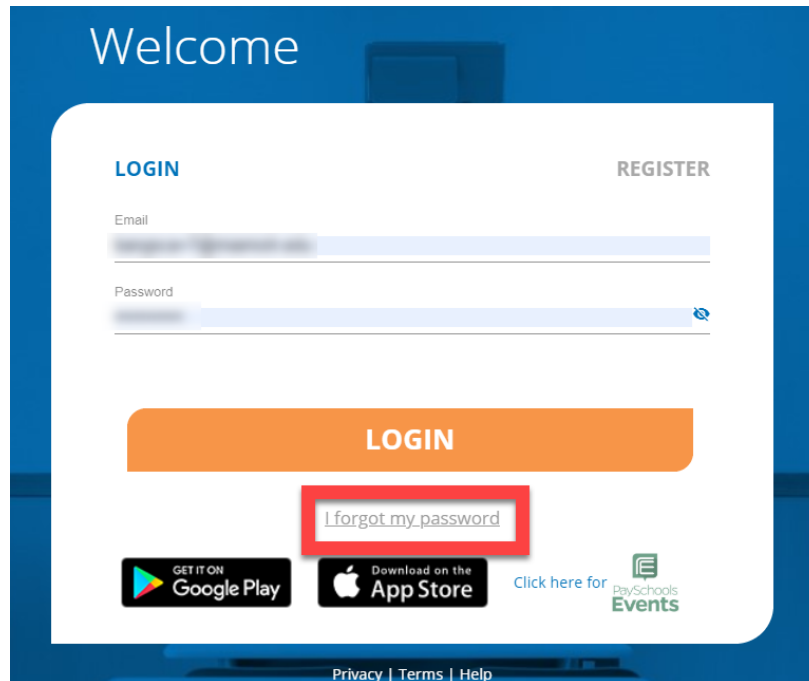 Welcome
LOGIN
REGISTER
Email
Password
LOGIN
I forgot my password
GET IT ON
Google Play
Download on the
App Store
Click here for
PaySchools
Events
Privacy | Terms | Help